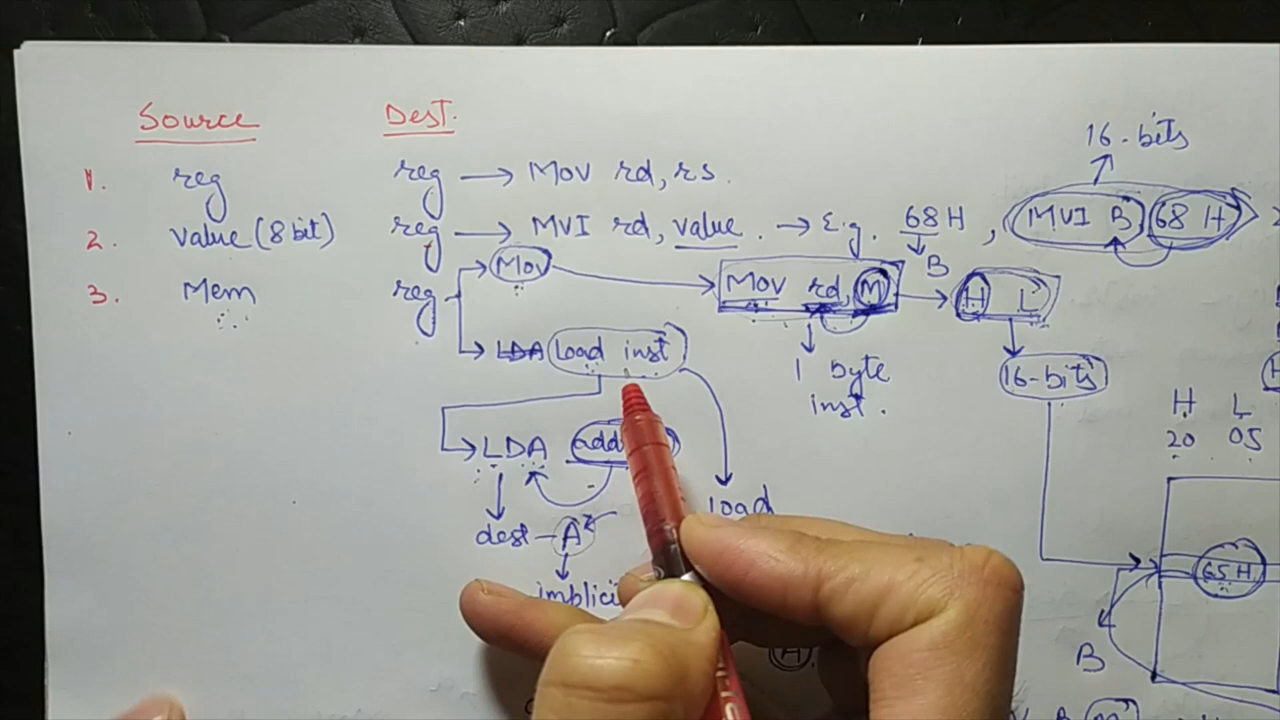 Source Dest.
16-bits
1. reg reg → Mov rd, rs.
2. value (8 bit) reg → MVI rd, value. → E.g. 68 H, MVI B 68 H
B
3. Mem reg Mov Mov rd, M → H L
LDA Load inst
1 byte inst.
16-bits
H L
20 05
LDA
load
dest – A
65 H
B
A